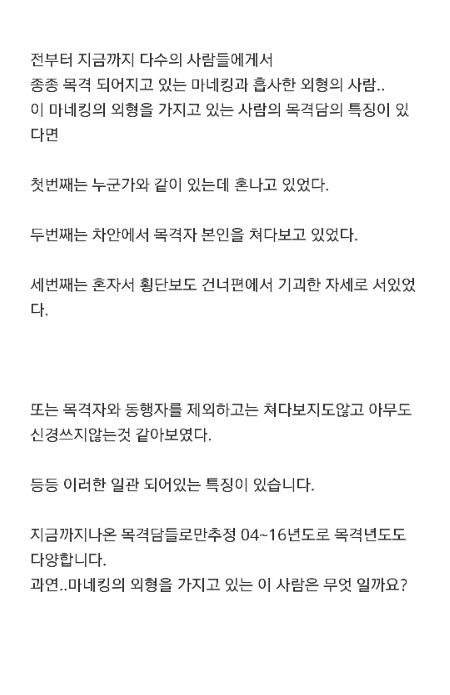 전부터 지금까지 다수의 사람들에게서
종종 목격 되어지고 있는 마네킹과 흡사한 외형의 사람..
이 마네킹의 외형을 가지고 있는 사람의 목격담의 특징이 있
다면
첫번째는 누군가와 같이 있는데 혼나고 있었다.
두번째는 차안에서 목격자 본인을 쳐다보고 있었다.
세번째는 혼자서 횡단보도 건너편에서 기괴한 자세로 서있었
다.
또는 목격자와 동행자를 제외하고는 쳐다보지도않고 아무도
신경쓰지않는것 같아보였다.
등등 이러한 일관 되어있는 특징이 있습니다.
지금까지나온 목격담들로만추정 04~16년도로 목격년도도
다양합니다.
과연..마네킹의 외형을 가지고 있는 이 사람은 무엇 일까요?